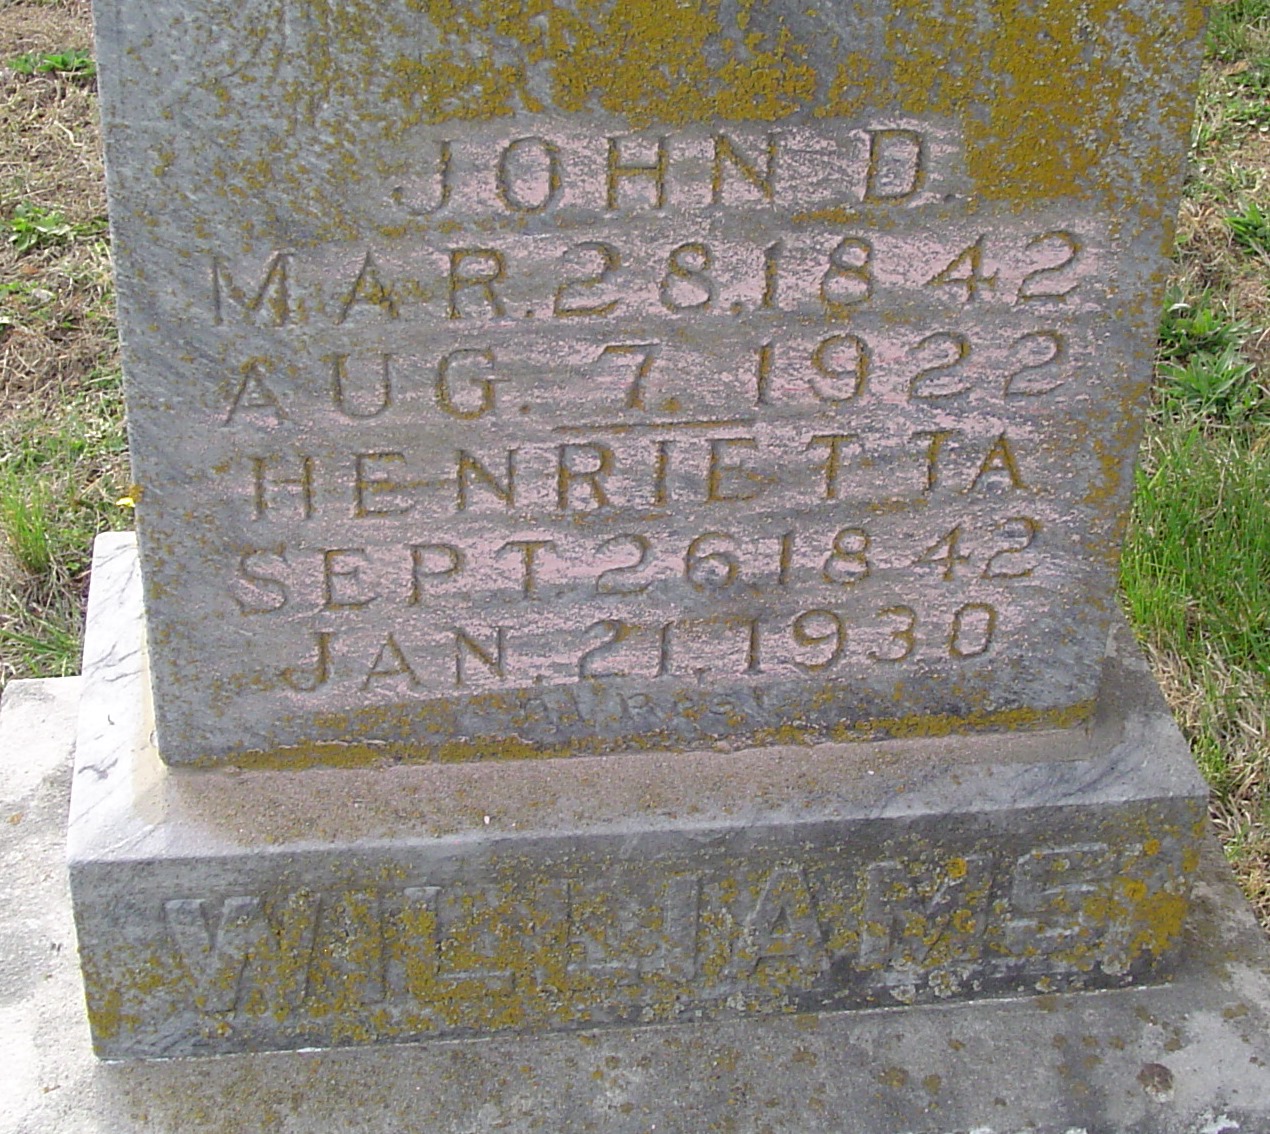 JOHN D.
MAR. 28. 1842
AUG. 7. 1922
HENRIETTA
SEPT. 26 1842
JAN. 21. 1930
WILLIAMS